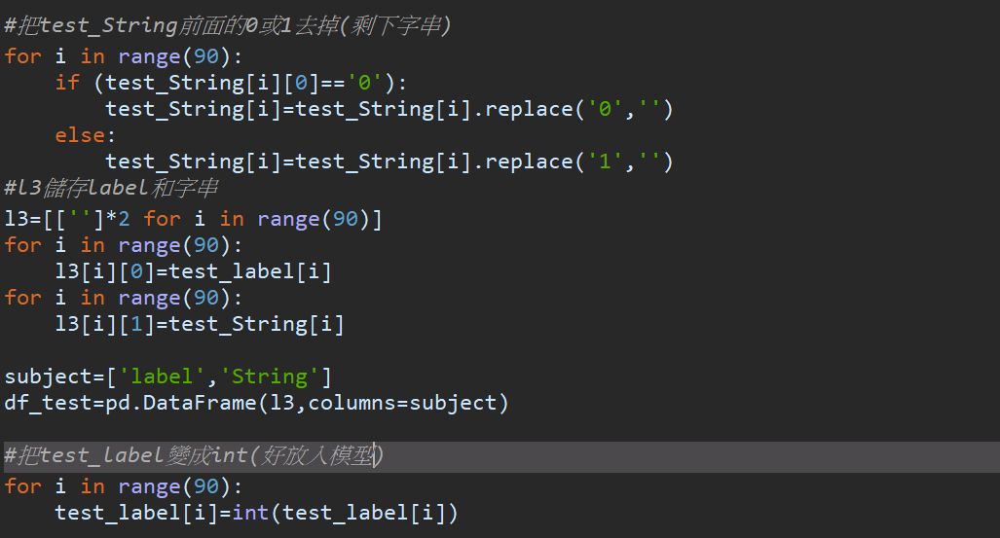 #把test_String前面的0或1去掉(剩下字串)
for i in range(90):
    if (test_String[i][0]=='0'):
        test_String[i]=test_String[i].replace('0','')
    else:
        test_String[i]=test_String[i].replace('1','')
#l3儲存label和字串
l3=[['']*2 for i in range(90)]
for i in range(90):
    l3[i][0]=test_label[i]
for i in range(90):
    l3[i][1]=test_String[i]
subject=['label','String']
df_test=pd.DataFrame(l3,columns=subject)
#把test_label變成int(好放入模型)
for i in range(90):
    test_label[i]=int(test_label[i])